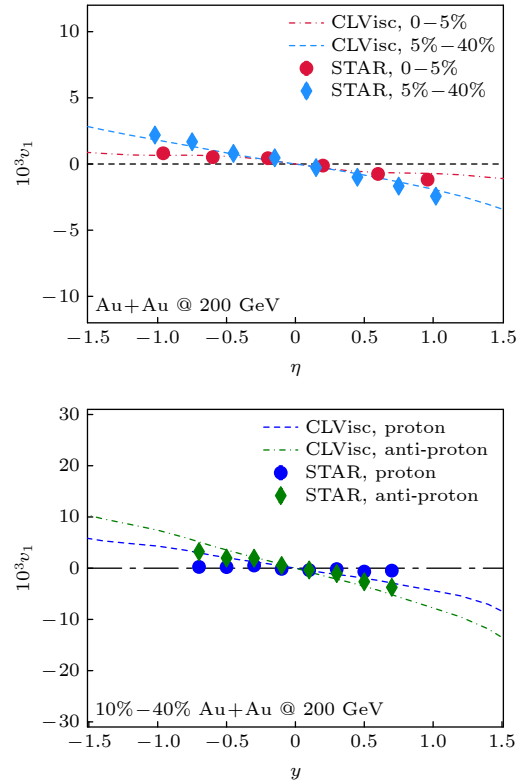 10
CLVisc, 0−5%
CLVisc, 5%−40%
STAR, 0−5%
STAR, 5%−40%
5
10³v₁
0
−5
−10
Au+Au @ 200 GeV
−1.5 −1.0 −0.5 0 0.5 1.0 1.5
η
30
CLVisc, proton
CLVisc, anti-proton
20
STAR, proton
STAR, anti-proton
10
10³v₁
0
−10
−20
10%−40% Au+Au @ 200 GeV
−30
−1.5 −1.0 −0.5 0 0.5 1.0 1.5
y